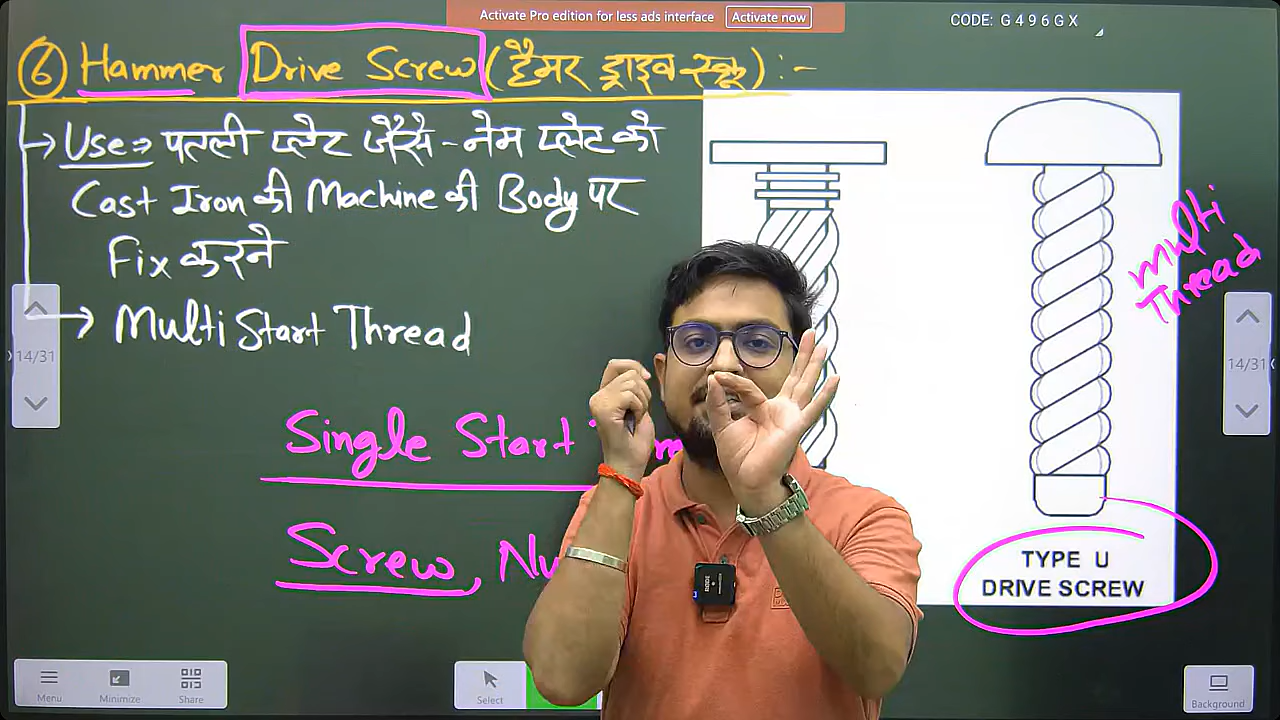 Activate Pro edition for less ads interface Activate now
CODE: G496GX
⑥ Hammer Drive Screw (हैमर ड्राइव स्क्रू) :-
→ Use ⇒ पतली प्लेट जैसे - नेम प्लेट को
Cast Iron की Machine की Body पर
Fix करने
→ Multi Start Thread
Single Start
Screw, Nu
Multi
Thread
TYPE U
DRIVE SCREW
14/31
14/31
Menu
Minimize
Share
Select
Background